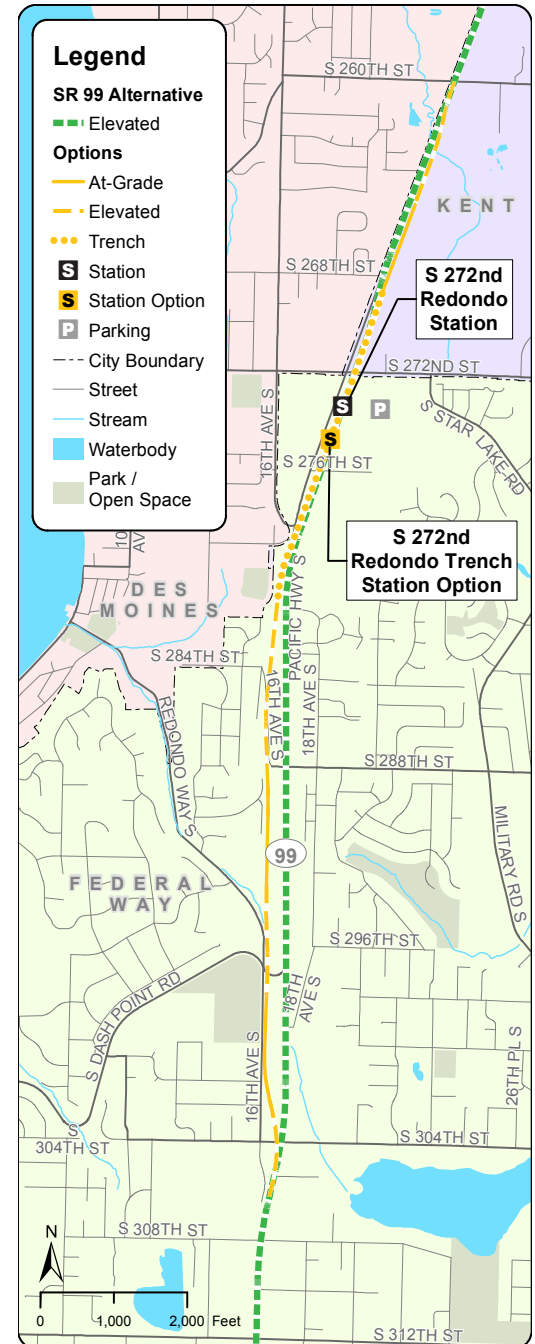 Legend
SR 99 Alternative
Elevated
Options
At-Grade
Elevated
Trench
S Station
S Station Option
P Parking
City Boundary
Street
Stream
Waterbody
Park /
Open Space
S 260TH ST
KENT
S 268TH ST
S 272nd
Redondo
Station
S 272ND ST
S
P
16TH AVE S
S STAR LAKE RD
S
S 276TH ST
S 272nd
Redondo Trench
Station Option
10
AV
DES
MOINES
PACIFIC HWY S
S 284TH ST
16TH AVE S
18TH AVE S
REDONDO WAY S
S 288TH ST
MILITARY RD S
99
FEDERAL
WAY
S 296TH ST
S DASH POINT RD
18TH
AVE S
16TH AVE S
26TH PL S
S
304TH ST
S 304TH ST
S 308TH ST
N
0 1,000 2,000 Feet
S 312TH ST